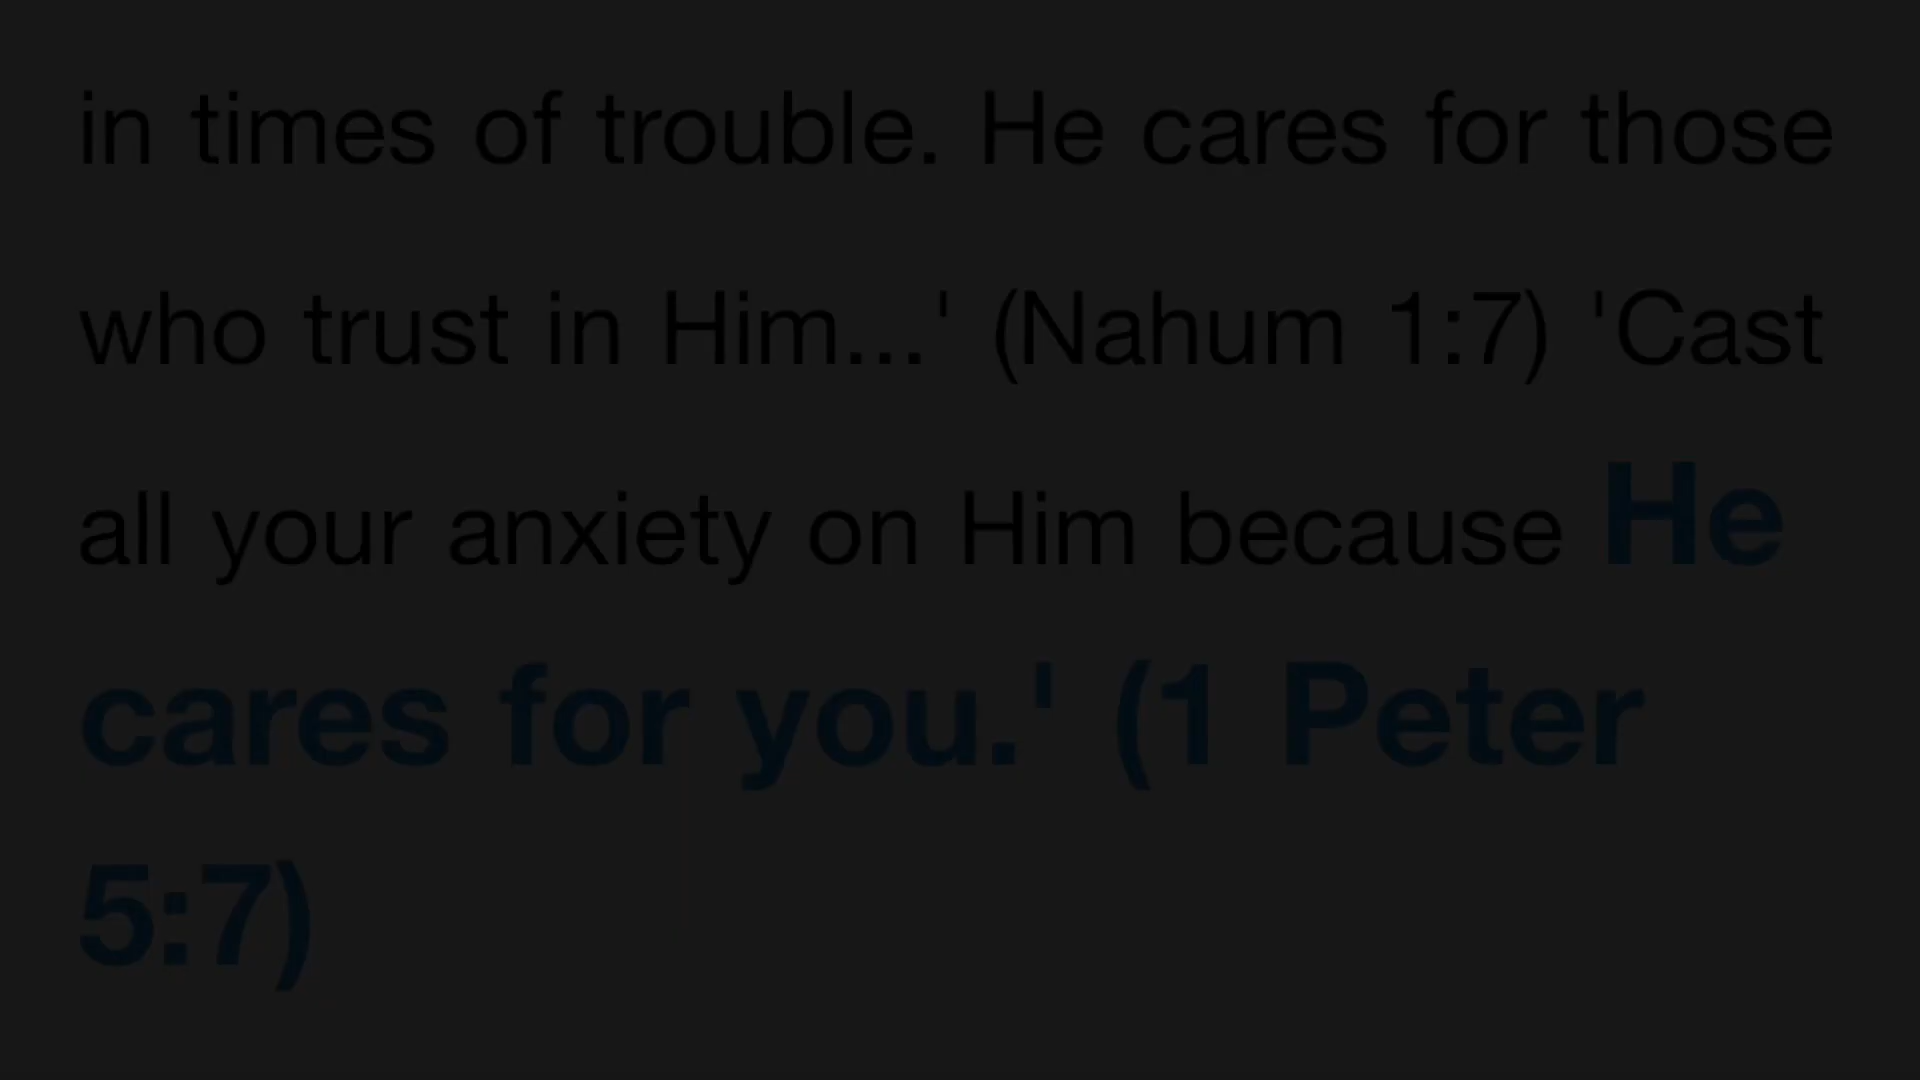 in times of trouble. He cares for those
who trust in Him...' (Nahum 1:7) 'Cast
all your anxiety on Him because He
cares for you.' (1 Peter
5:7)